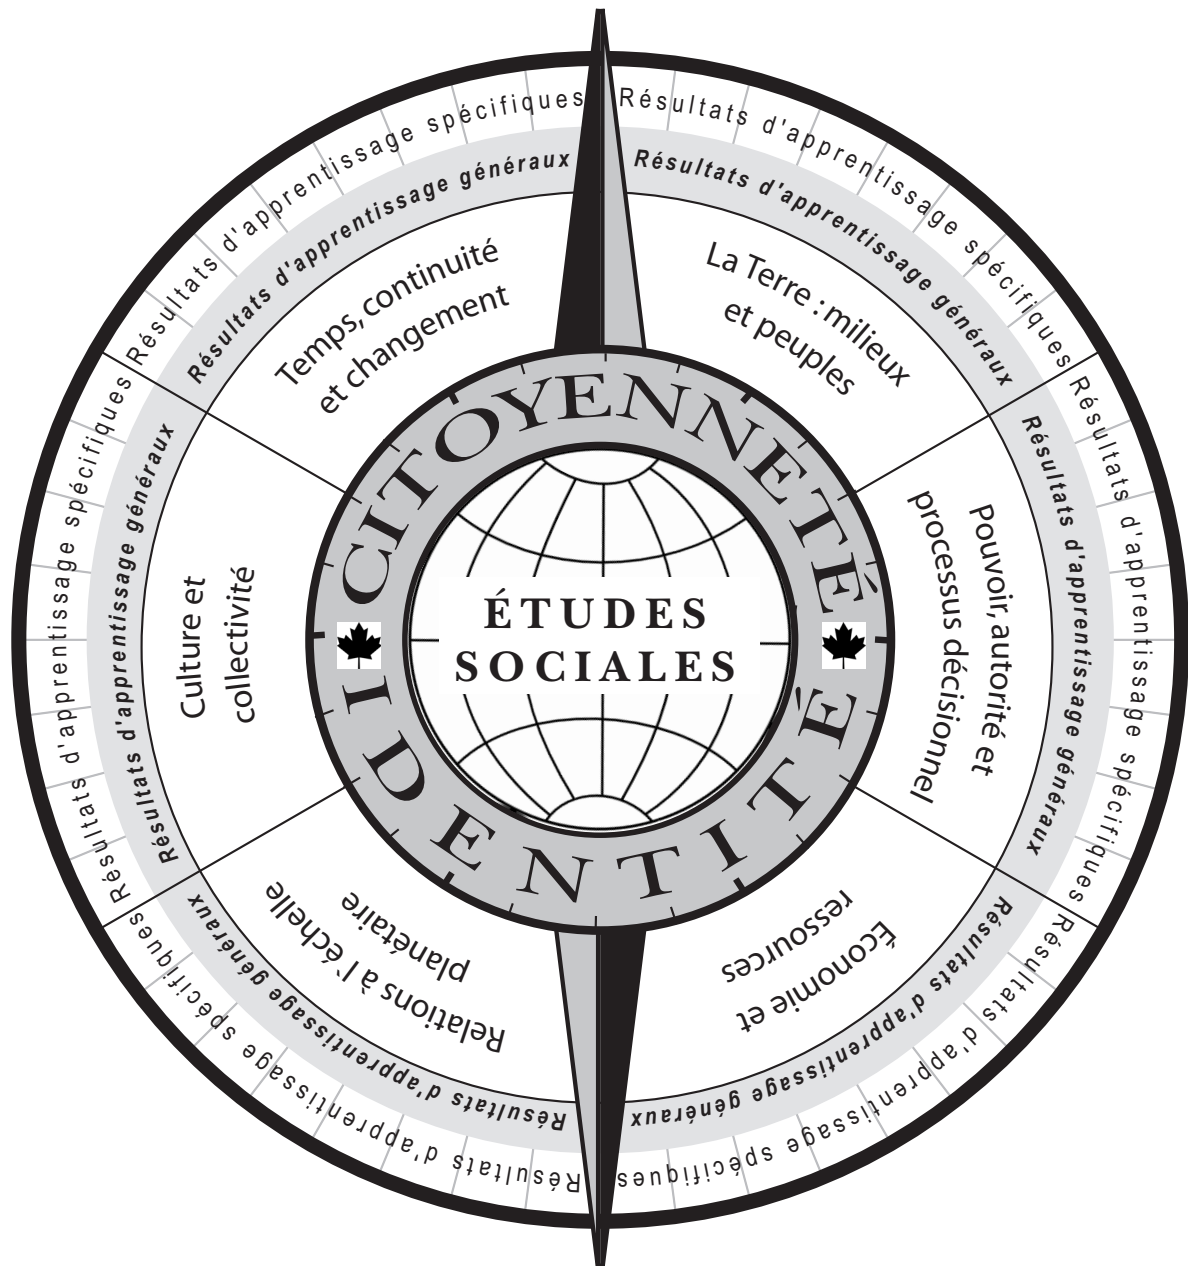 Résultats d'apprentissage spécifiques
Résultats d'apprentissage généraux
La Terre : milieux
et peuples
Résultats d'apprentissage spécifiques
Résultats d'apprentissage généraux
Pouvoir, autorité et
processus décisionnel
Résultats d'apprentissage spécifiques
Résultats d'apprentissage généraux
Économie et
ressources
Résultats d'apprentissage spécifiques
Résultats d'apprentissage généraux
Relations à l'échelle
planétaire
Résultats d'apprentissage spécifiques
Résultats d'apprentissage généraux
Culture et
collectivité
Résultats d'apprentissage spécifiques
Résultats d'apprentissage généraux
Temps, continuité
et changement
CITOYENNETÉ
IDENTITÉ
ÉTUDES
SOCIALES